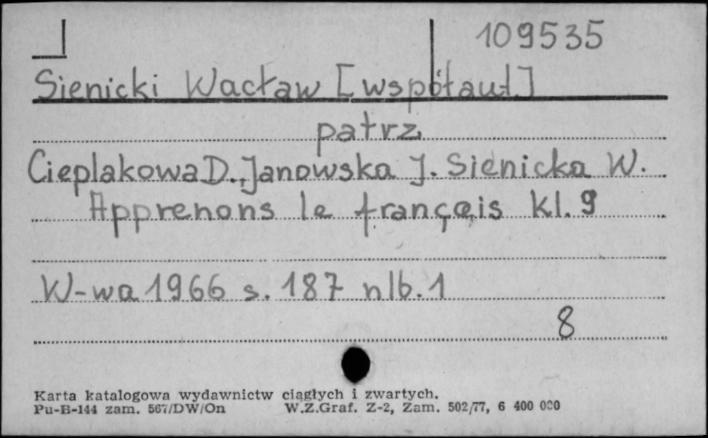 109535
Sienicki Wacław [współaut]
patrz
Cieplakowa D., Janowska J. Sienicka W.
Apprenons le français kl. 9
W-wa 1966 s. 187 nlb. 1
8
Karta katalogowa wydawnictw ciągłych i zwartych.
Pu-B-144 zam. 567/DW/On W.Z.Graf. Z-2, Zam. 502/77, 6 400 000